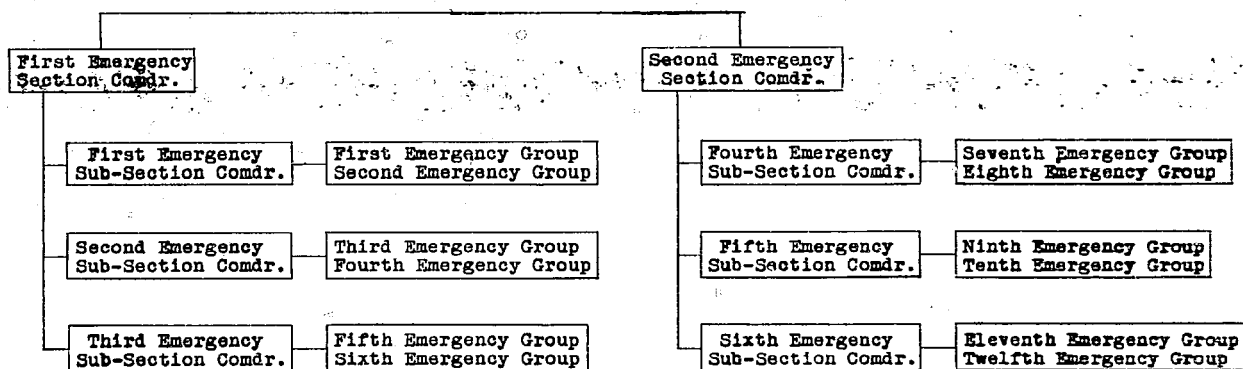 First Emergency
Section Comdr.
First Emergency
Sub-Section Comdr.
First Emergency Group
Second Emergency Group
Second Emergency
Sub-Section Comdr.
Third Emergency Group
Fourth Emergency Group
Third Emergency
Sub-Section Comdr.
Fifth Emergency Group
Sixth Emergency Group
Second Emergency
Section Comdr.
Fourth Emergency
Sub-Section Comdr.
Seventh Emergency Group
Eighth Emergency Group
Fifth Emergency
Sub-Section Comdr.
Ninth Emergency Group
Tenth Emergency Group
Sixth Emergency
Sub-Section Comdr.
Eleventh Emergency Group
Twelfth Emergency Group